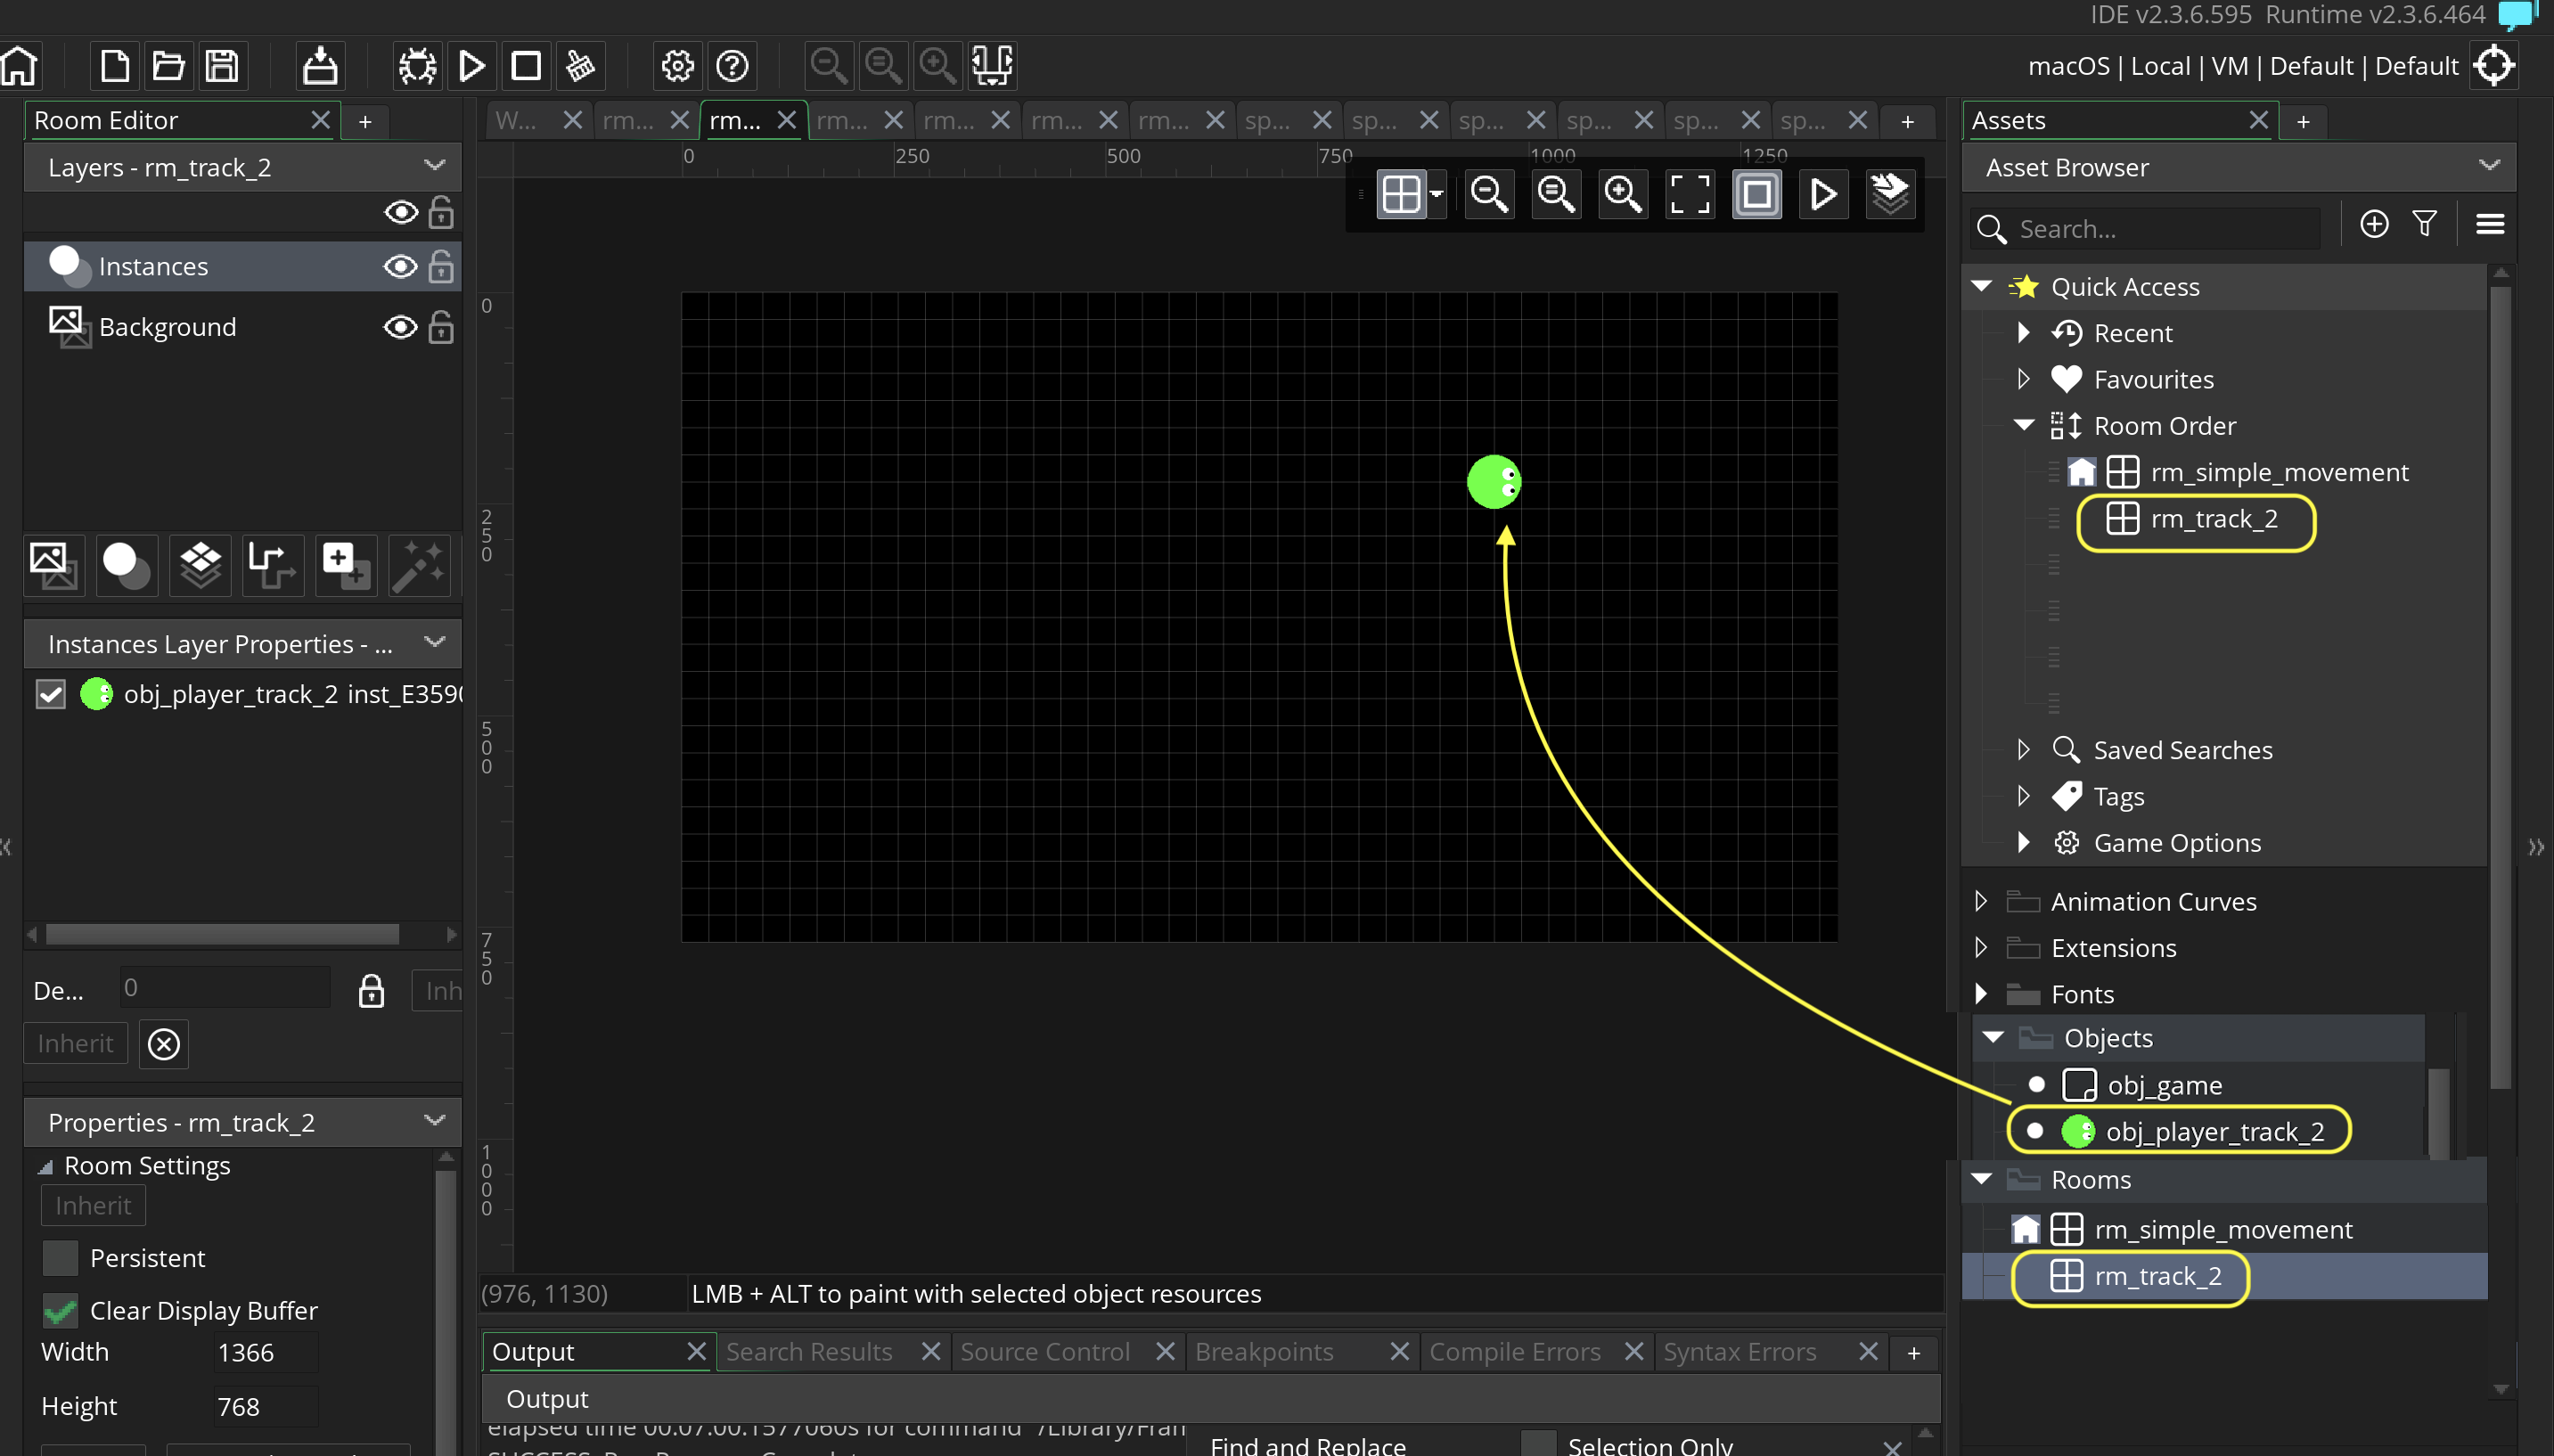 IDE v2.3.6.595 Runtime v2.3.6.464
macOS | Local | VM | Default | Default
Room Editor
W... rm... rm... rm... rm... rm... rm... sp... sp... sp... sp... sp... sp...
Assets
Layers - rm_track_2
0 250 500 750 1000 1250
Asset Browser
Search...
Instances
Background
Quick Access
Recent
Favourites
Room Order
rm_simple_movement
rm_track_2
0
250
500
750
1000
Instances Layer Properties - ...
obj_player_track_2 inst_E359
Saved Searches
Tags
Game Options
Animation Curves
Extensions
Fonts
Objects
obj_game
obj_player_track_2
Rooms
rm_simple_movement
rm_track_2
De... 0 Inh
Inherit
Properties - rm_track_2
Room Settings
Inherit
Persistent
Clear Display Buffer
Width 1366
Height 768
(976, 1130) LMB + ALT to paint with selected object resources
Output Search Results Source Control Breakpoints Compile Errors Syntax Errors
Output
elapsed time 00:07:00.1577060s for command "/Library/Fram
Find and Replace Selection Only